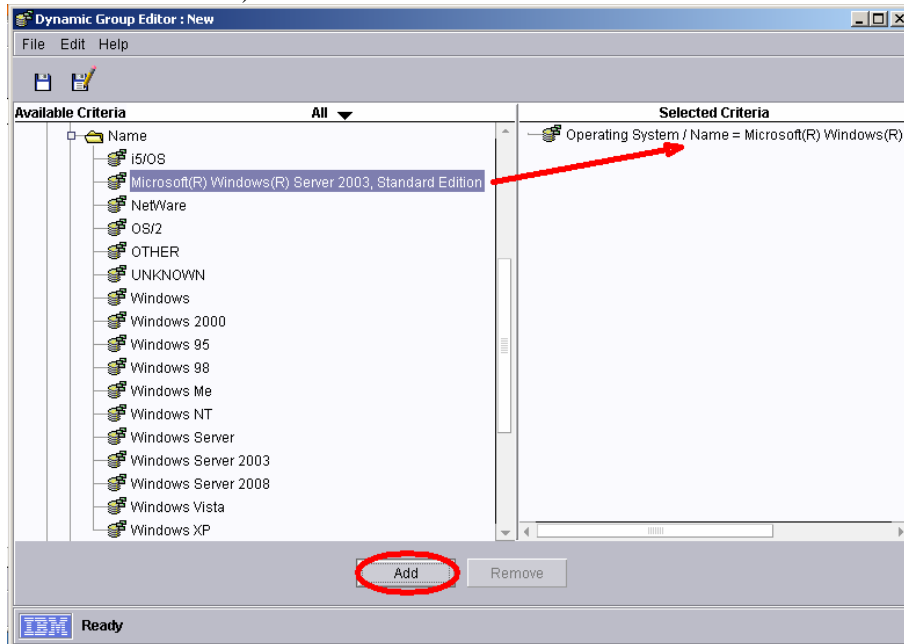 Dynamic Group Editor : New
File Edit Help
Available Criteria All Selected Criteria
Name
Operating System / Name = Microsoft(R) Windows(R)
i5/OS
Microsoft(R) Windows(R) Server 2003, Standard Edition
NetWare
OS/2
OTHER
UNKNOWN
Windows
Windows 2000
Windows 95
Windows 98
Windows Me
Windows NT
Windows Server
Windows Server 2003
Windows Server 2008
Windows Vista
Windows XP
Add Remove
IBM Ready